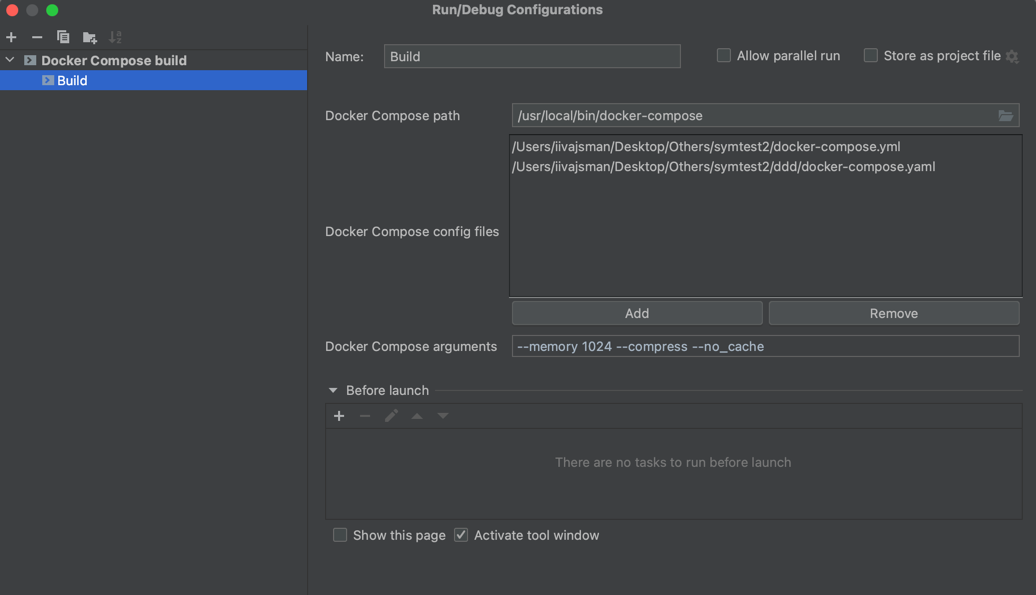 Run/Debug Configurations
Docker Compose build
Build
Name:
Build
Allow parallel run
Store as project file
Docker Compose path
/usr/local/bin/docker-compose
/Users/iivajsman/Desktop/Others/symtest2/docker-compose.yml
/Users/iivajsman/Desktop/Others/symtest2/ddd/docker-compose.yaml
Docker Compose config files
Add
Remove
Docker Compose arguments
--memory 1024 --compress --no_cache
Before launch
There are no tasks to run before launch
Show this page
Activate tool window